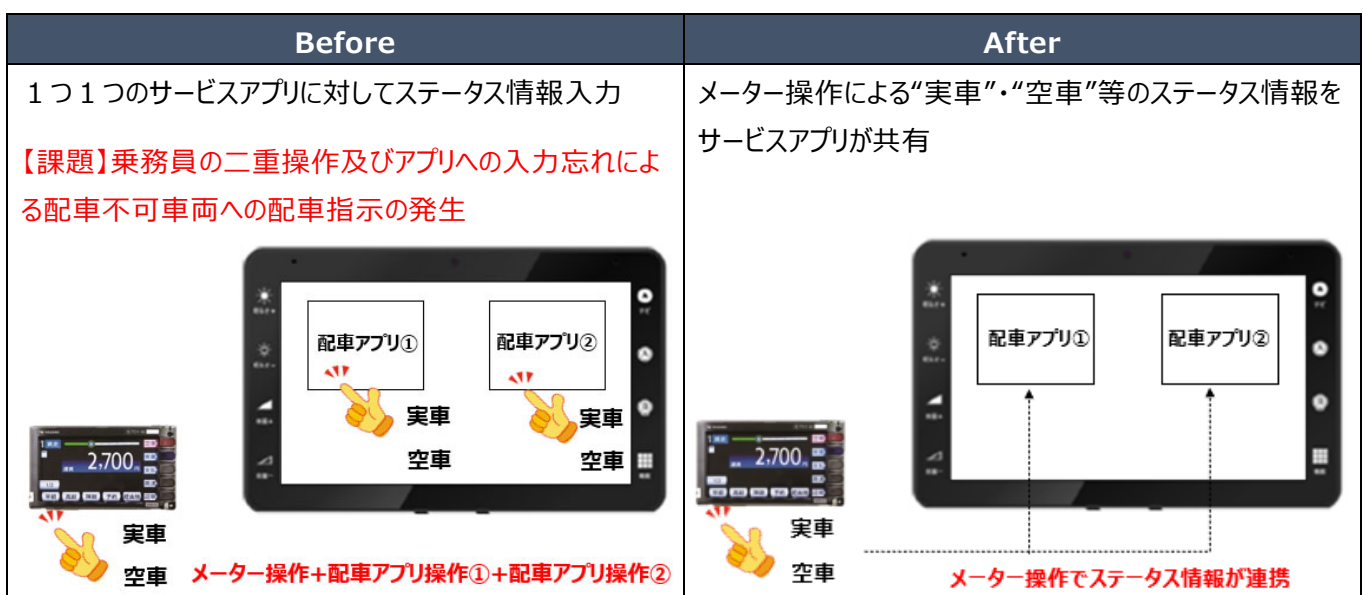 Before
After
１つ１つのサービスアプリに対してステータス情報入力
【課題】乗務員の二重操作及びアプリへの入力忘れによ
る配車不可車両への配車指示の発生
配車アプリ①
配車アプリ②
実車
空車
実車
空車
2,700
実車
空車
メーター操作+配車アプリ操作①+配車アプリ操作②
メーター操作による“実車”・“空車”等のステータス情報を
サービスアプリが共有
配車アプリ①
配車アプリ②
2,700
実車
空車
メーター操作でステータス情報が連携